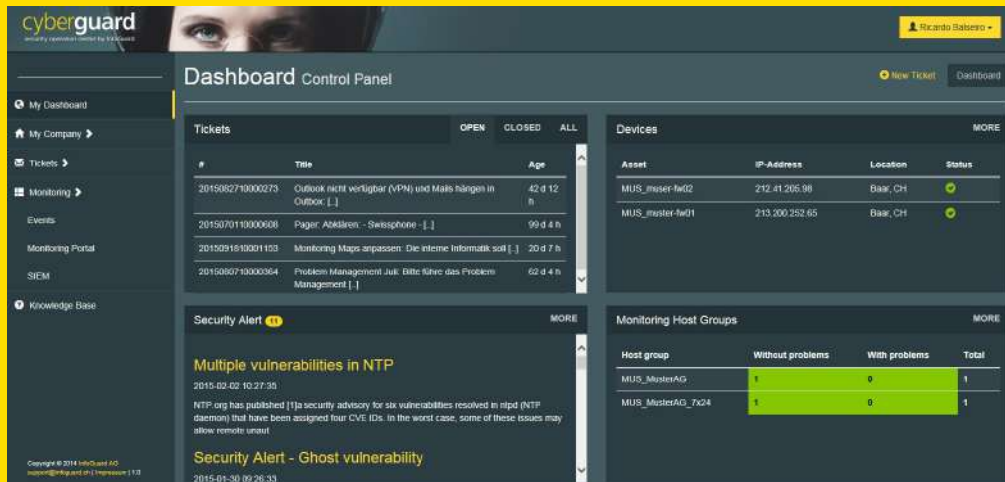 cyberguard
security operation center by InfoGuard
Ricardo Balseiro
Dashboard Control Panel
New Ticket
Dashboard
My Dashboard
My Company
Tickets
Monitoring
Events
Monitoring Portal
SIEM
Knowledge Base
Tickets
OPEN CLOSED ALL
# Title Age
2015082710000273 Outlook nicht verfügbar (VPN) und Mails hängen in 42 d 12
Outbox: [..] h
2015070110000608 Pager: Abklären: - Swissphone - [..] 99 d 4 h
2015091810001153 Monitoring Maps anpassen: Die interne Informatik soll [..] 20 d 7 h
2015080710000364 Problem Management Juli: Bitte führe das Problem 62 d 4 h
Management [..]
Devices MORE
Asset IP-Address Location Status
MUS_muser-fw02 212.41.205.98 Baar, CH
MUS_muster-fw01 213.200.252.65 Baar, CH
Security Alert 11 MORE
Multiple vulnerabilities in NTP
2015-02-02 10:27:35
NTP.org has published [1]a security advisory for six vulnerabilities resolved in ntpd (NTP
daemon) that have been assigned four CVE IDs. In the worst case, some of these issues may
allow remote unaut
Security Alert - Ghost vulnerability
2015-01-30 09:26:33
Monitoring Host Groups MORE
Host group Without problems With problems Total
MUS_MusterAG 1 0 1
MUS_MusterAG_7x24 1 0 1
Copyright © 2014 InfoGuard AG
support@infoguard.ch | Impressum | 1.0